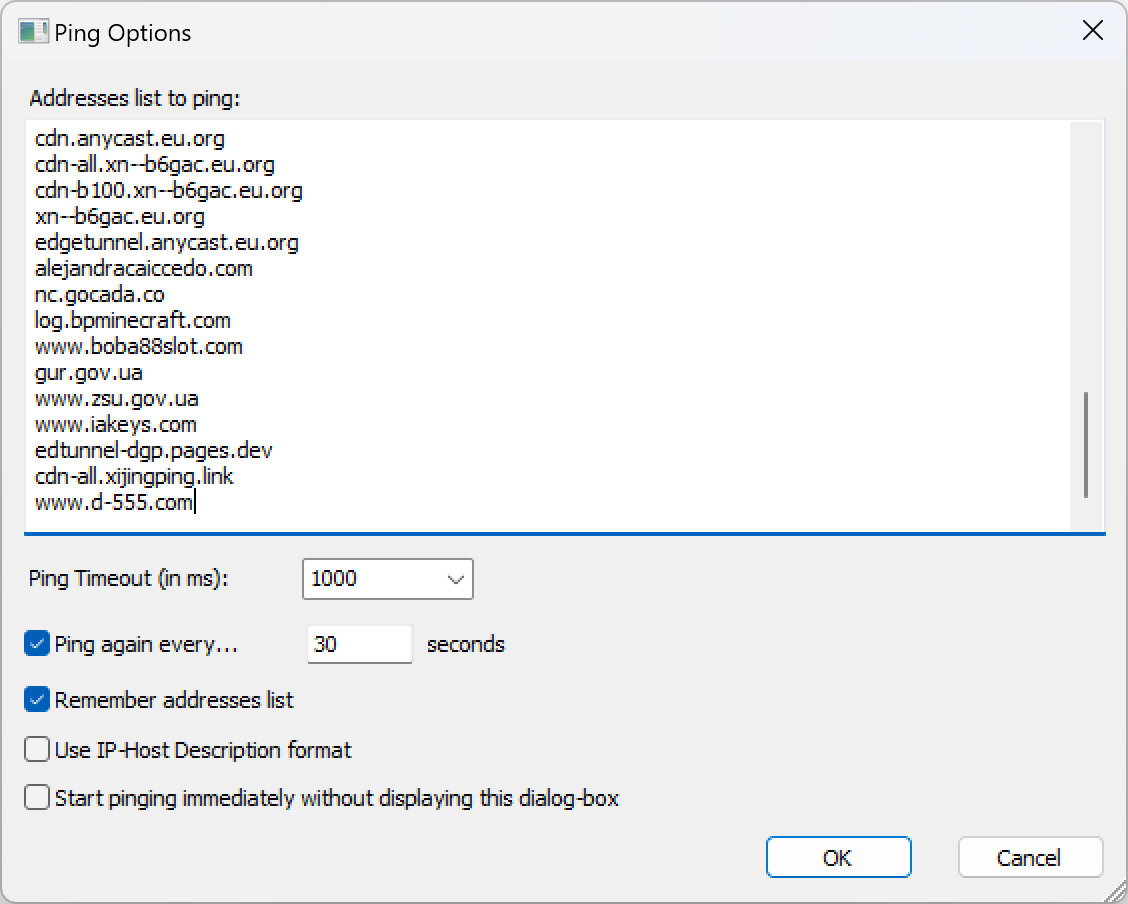 Ping Options
Addresses list to ping:
cdn.anycast.eu.org
cdn-all.xn--b6gac.eu.org
cdn-b100.xn--b6gac.eu.org
xn--b6gac.eu.org
edgetunnel.anycast.eu.org
alejandracaiccedo.com
nc.gocada.co
log.bpminecraft.com
www.boba88slot.com
gur.gov.ua
www.zsu.gov.ua
www.iakeys.com
edtunnel-dgp.pages.dev
cdn-all.xijingping.link
www.d-555.com
Ping Timeout (in ms): 1000
Ping again every... 30 seconds
Remember addresses list
Use IP-Host Description format
Start pinging immediately without displaying this dialog-box
OK Cancel